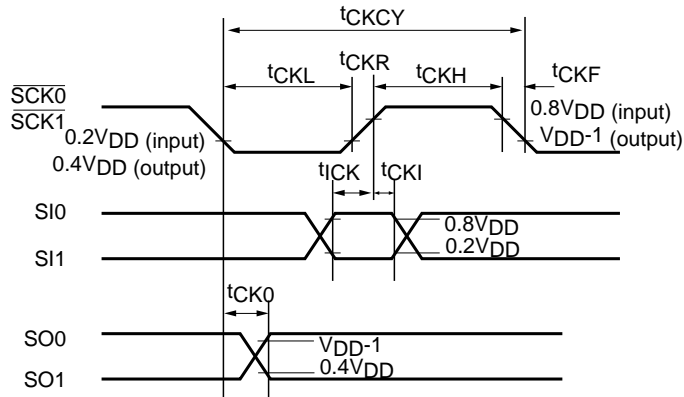 tCKCY
tCKR
tCKL
tCKH
tCKF
SCK0
SCK1
0.8VDD (input)
0.2VDD (input)
VDD-1 (output)
0.4VDD (output)
tICK
tCKI
SI0
0.8VDD
0.2VDD
SI1
tCK0
SO0
VDD-1
0.4VDD
SO1